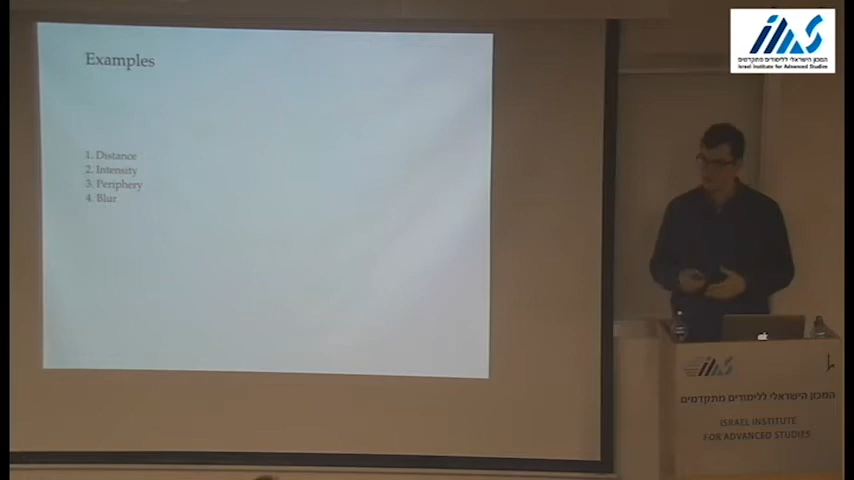 Examples
1. Distance
2. Intensity
3. Periphery
4. Blur
המכון הישראלי ללימודים מתקדמים
Israel Institute for Advanced Studies
המכון הישראלי ללימודים מתקדמים
ISRAEL INSTITUTE
FOR ADVANCED STUDIES